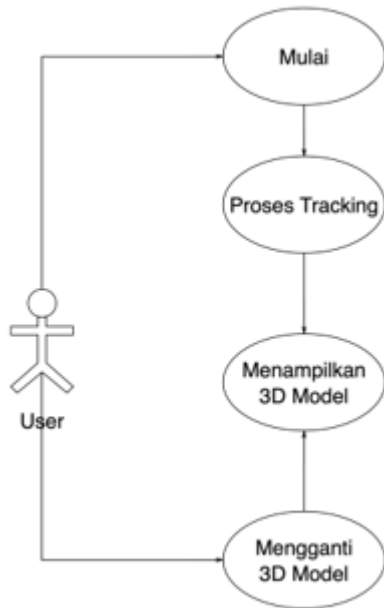 Mulai
Proses Tracking
Menampilkan
3D Model
User
Mengganti
3D Model